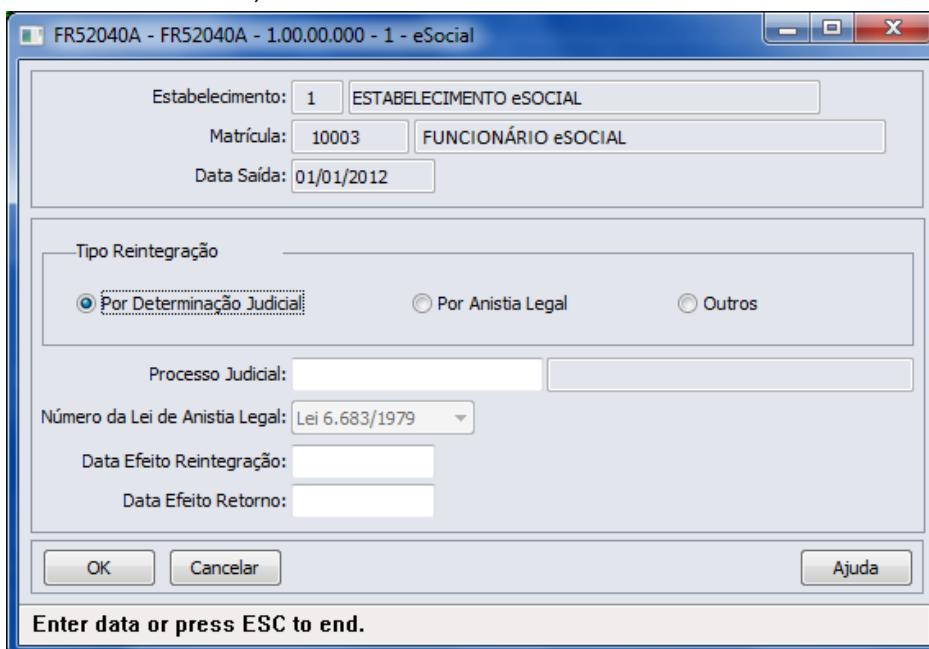 FR52040A - FR52040A - 1.00.00.000 - 1 - eSocial
Estabelecimento: 1 ESTABELECIMENTO eSOCIAL
Matrícula: 10003 FUNCIONÁRIO eSOCIAL
Data Saída: 01/01/2012
Tipo Reintegração
Por Determinação Judicial Por Anistia Legal Outros
Processo Judicial:
Número da Lei de Anistia Legal: Lei 6.683/1979
Data Efeito Reintegração:
Data Efeito Retorno:
OK Cancelar Ajuda
Enter data or press ESC to end.